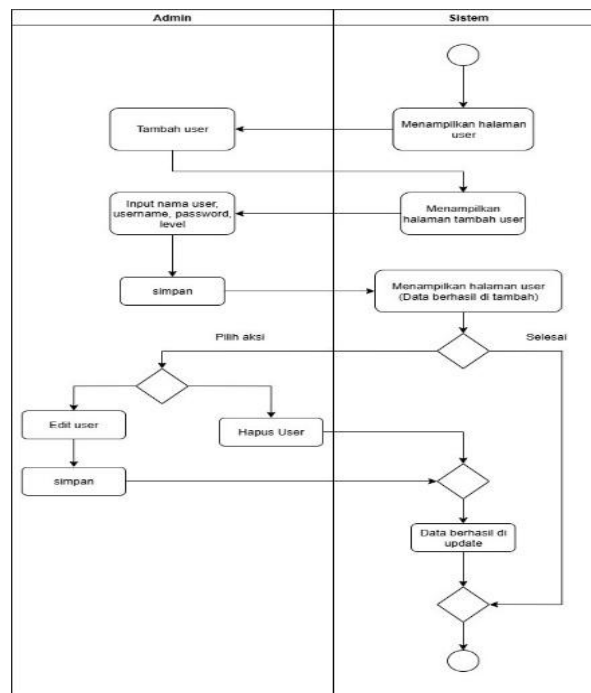 Admin
Sistem
Menampilkan halaman
user
Tambah user
Menampilkan
halaman tambah user
Input nama user,
username, password,
level
simpan
Menampilkan halaman user
(Data berhasil di tambah)
Pilih aksi
Selesai
Edit user
Hapus User
simpan
Data berhasil di
update